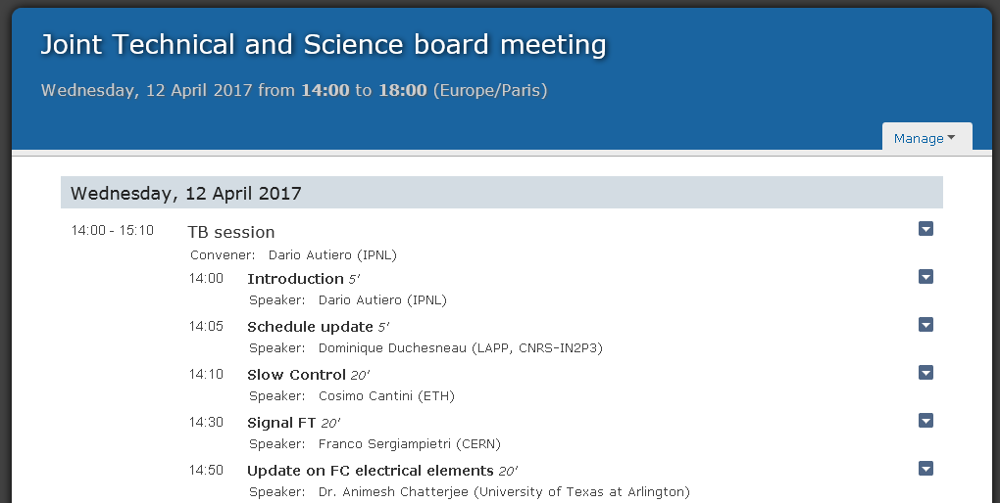 Joint Technical and Science board meeting
Wednesday, 12 April 2017 from 14:00 to 18:00 (Europe/Paris)
Manage
Wednesday, 12 April 2017
14:00 - 15:10 TB session
Convener: Dario Autiero (IPNL)
14:00 Introduction 5'
Speaker: Dario Autiero (IPNL)
14:05 Schedule update 5'
Speaker: Dominique Duchesneau (LAPP, CNRS-IN2P3)
14:10 Slow Control 20'
Speaker: Cosimo Cantini (ETH)
14:30 Signal FT 20'
Speaker: Franco Sergiampietri (CERN)
14:50 Update on FC electrical elements 20'
Speaker: Dr. Animesh Chatterjee (University of Texas at Arlington)